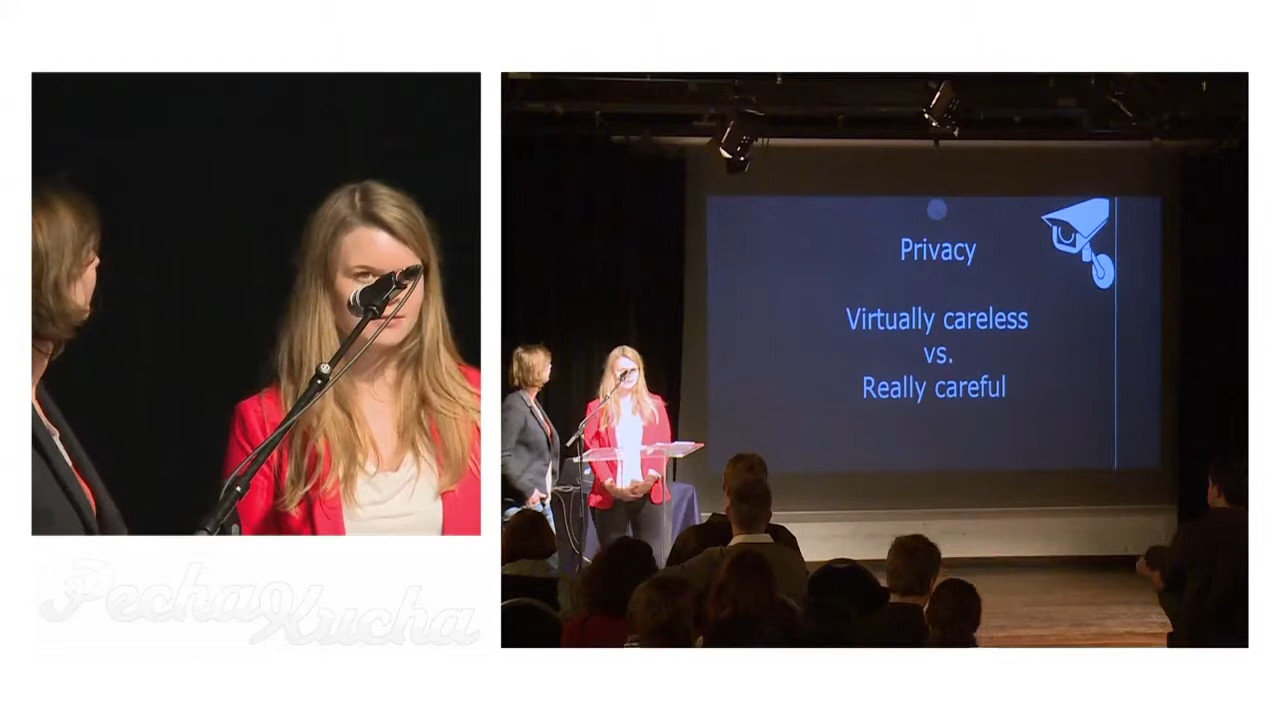 Privacy
Virtually careless
vs.
Really careful
PechaKucha